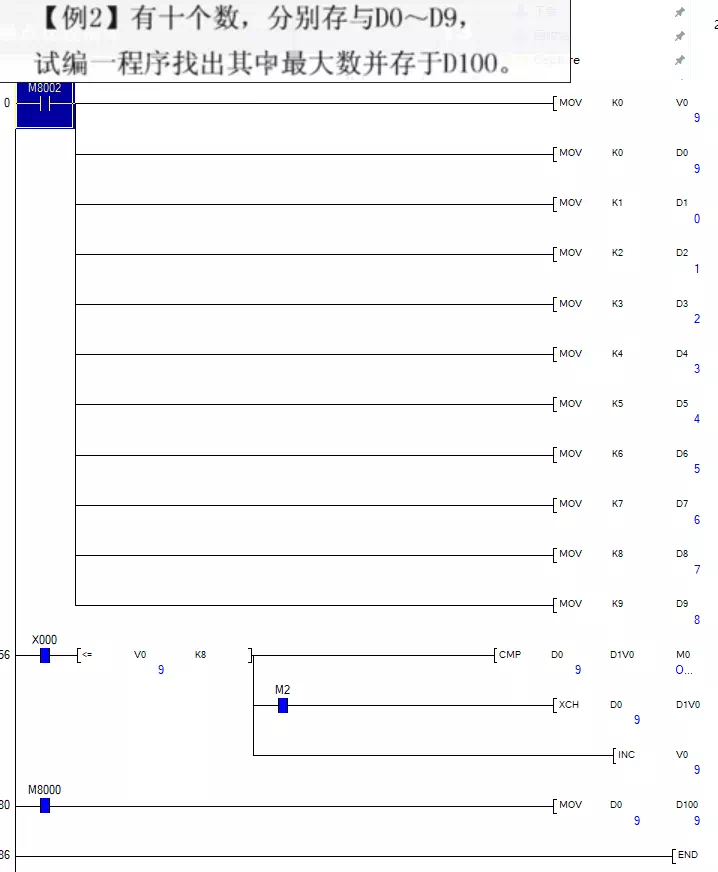 【例2】有十个数，分别存与D0～D9，
试编一程序找出其中最大数并存于D100。
M8002
0 MOV K0 V0
9
MOV K0 D0
9
MOV K1 D1
0
MOV K2 D2
1
MOV K3 D3
2
MOV K4 D4
3
MOV K5 D5
4
MOV K6 D6
5
MOV K7 D7
6
MOV K8 D8
7
MOV K9 D9
8
X000
56 <= V0 K8 CMP D0 D1V0 M0
9 9 O...
M2
XCH D0 D1V0
9
INC V0
9
M8000
80 MOV D0 D100
9 9
86 END